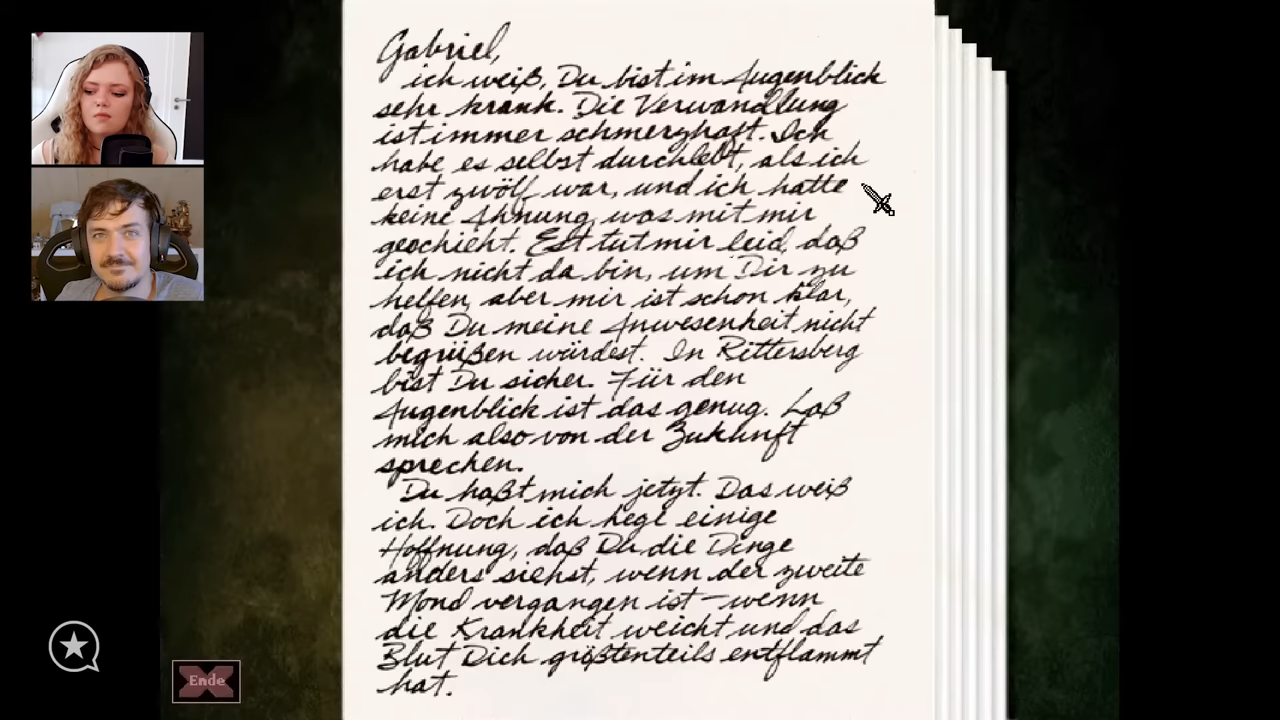 Gabriel,
ich weiß, Du bist im Augenblick
sehr krank. Die Verwandlung
ist immer schmerzhaft. Ich
habe es selbst durchlebt, als ich
erst zwölf war, und ich hatte
keine Ahnung, was mit mir
geschieht. Est tut mir leid, daß
ich nicht da bin, um Dir zu
helfen, aber mir ist schon klar,
daß Du meine Anwesenheit nicht
begrüßen würdest. In Rittersberg
bist Du sicher. Für den
Augenblick ist das genug. Laß
mich also von der Zukunft
sprechen.
Du haßt mich jetzt. Das weiß
ich. Doch ich hege einige
Hoffnung, daß Du die Dinge
anders siehst, wenn der zweite
Mond vergangen ist – wenn
die Krankheit weicht und das
Blut Dich größtenteils entflammt
hat.
Ende